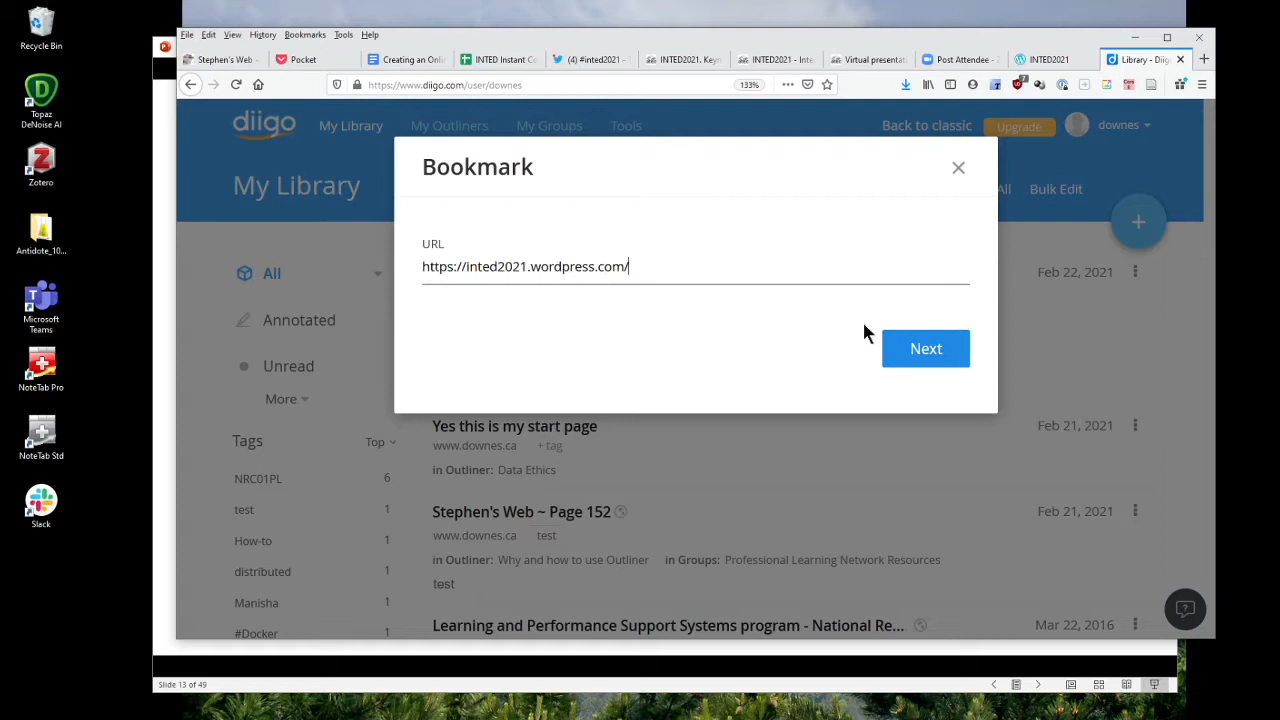 Recycle Bin
Topaz
DeNoise AI
Zotero
Antidote_10...
Microsoft
Teams
NoteTab Pro
NoteTab Std
Slack
File Edit View History Bookmarks Tools Help
Stephen's Web ~
Pocket
Creating an Onli
INTED Instant Co
(4) #inted2021 -
INTED2021. Keyn
INTED2021 - Inte
Virtual presentati
Post Attendee - Z
INTED2021
Library - Diigo
https://www.diigo.com/user/downes
133%
7
diigo
My Library
My Outliners
My Groups
Tools
Back to classic
Upgrade
downes
My Library
All
Bulk Edit
Bookmark
URL
https://inted2021.wordpress.com/
Next
All
Annotated
Unread
More
Tags
Top
NRC01PL 6
test 1
How-to 1
distributed 1
Manisha 1
#Docker 1
Feb 22, 2021
Yes this is my start page
Feb 21, 2021
www.downes.ca + tag
in Outliner: Data Ethics
Stephen's Web ~ Page 152
Feb 21, 2021
www.downes.ca test
in Outliner: Why and how to use Outliner in Groups: Professional Learning Network Resources
test
Learning and Performance Support Systems program - National Re...
Mar 22, 2016
Slide 13 of 49